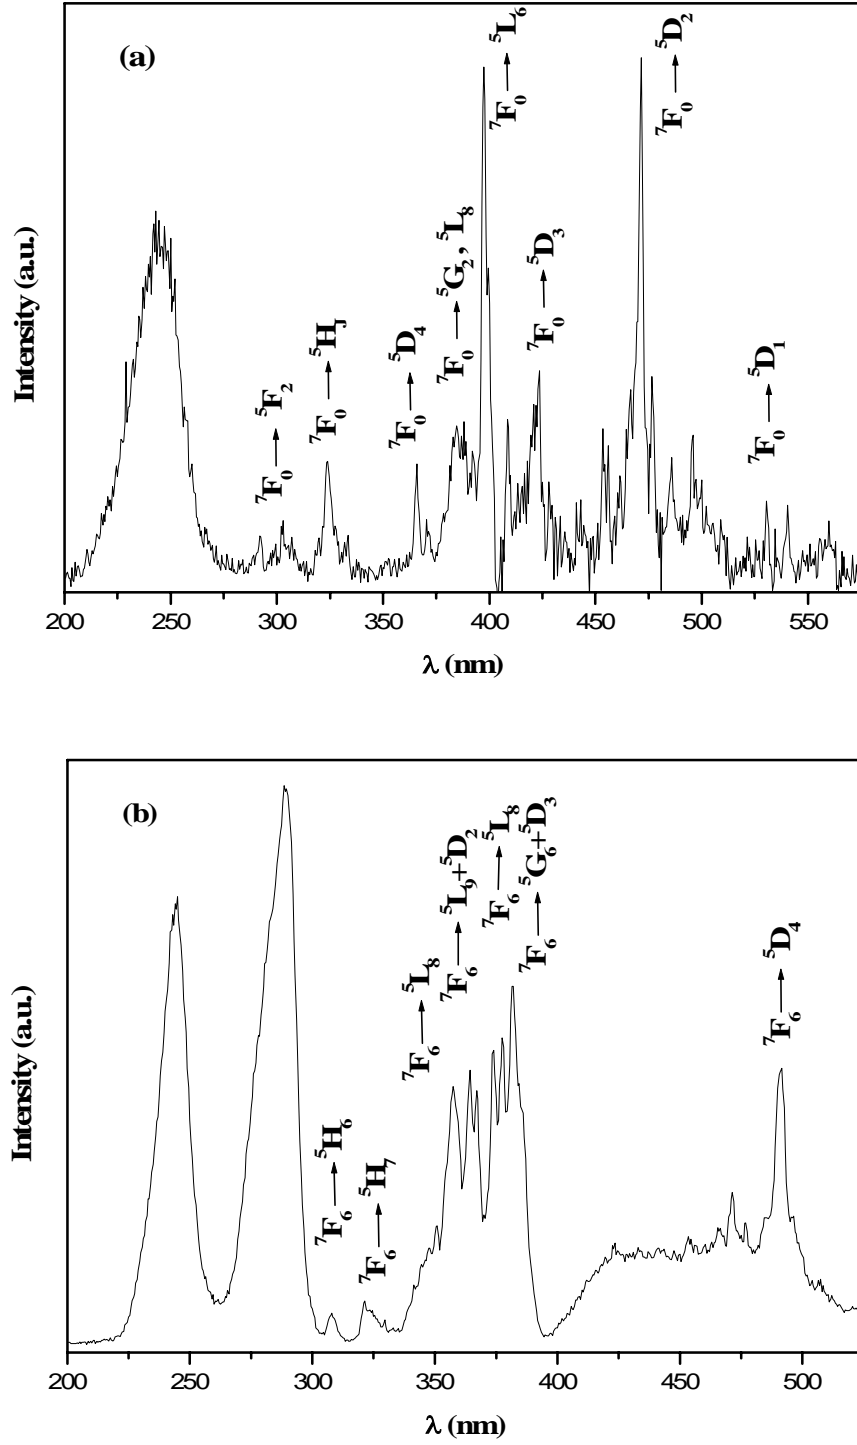 (a)
Intensity (a.u.)
⁷F₀ → ⁵F₂
⁷F₀ → ⁵H_J
⁷F₀ → ⁵D₄
⁷F₀ → ⁵G₂, ⁵L₈
⁷F₀ → ⁵L₆
⁷F₀ → ⁵D₃
⁷F₀ → ⁵D₂
⁷F₀ → ⁵D₁
200 250 300 350 400 450 500 550
λ (nm)
(b)
Intensity (a.u.)
⁷F₆ → ⁵H₆
⁷F₆ → ⁵H₇
⁷F₆ → ⁵L₈
⁷F₆ → ⁵L₉+⁵D₂
⁷F₆ → ⁵L₈
⁷F₆ → ⁵G₆+⁵D₃
⁷F₆ → ⁵D₄
200 250 300 350 400 450 500
λ (nm)